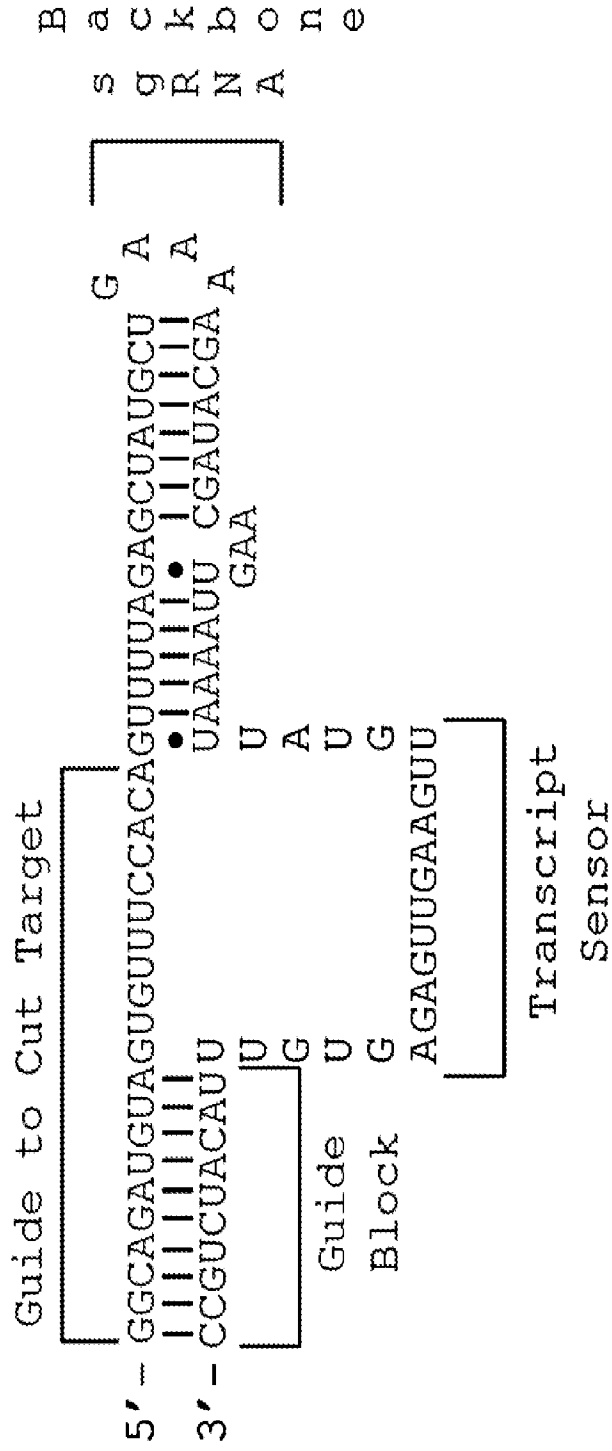 Guide to Cut Target
5'-GGCAGAUGUAGUGUUUCCACAGUUUUAGAGCUAUGCU
G
A
A
A
3'-CCGUCUACAUU
UAAAAUU
GAA
CGAUACGA
U
G
U
G
U
A
U
G
AGAGUUGAAGUU
Guide
Block
Transcript
Sensor
sgRNA
Backbone